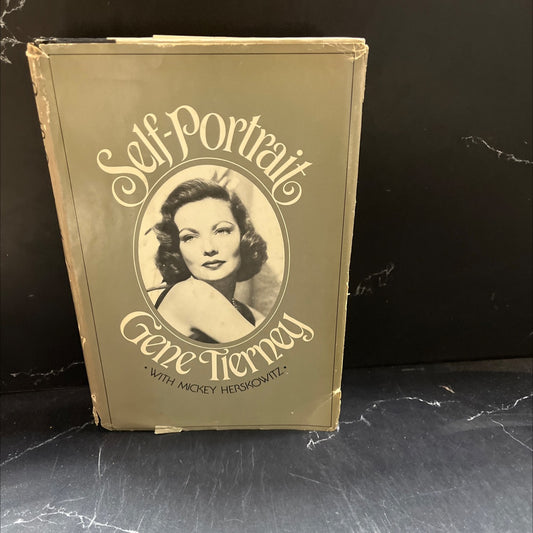 Self-Portrait
Gene Tierney
• WITH MICKEY HERSKOWITZ •